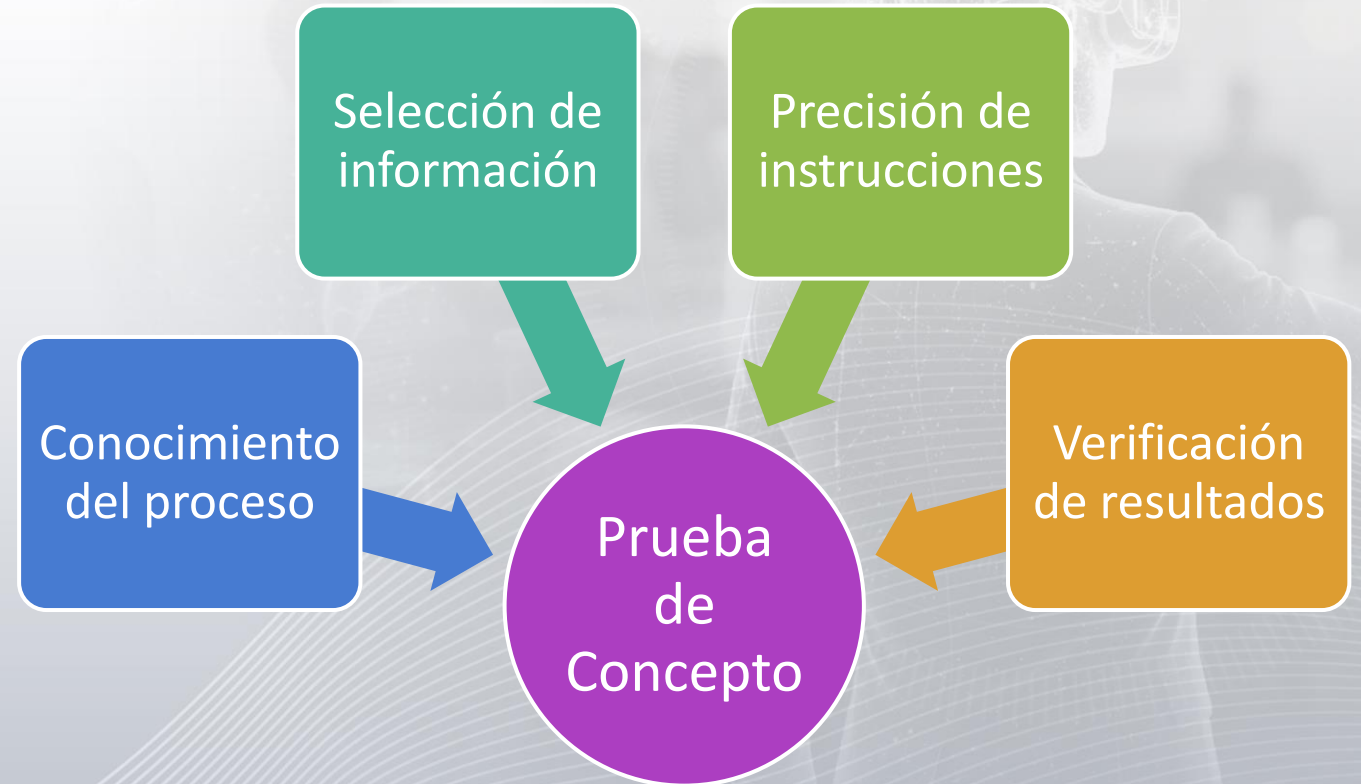 Selección de
información
Precisión de
instrucciones
Conocimiento
del proceso
Verificación
de resultados
Prueba
de
Concepto